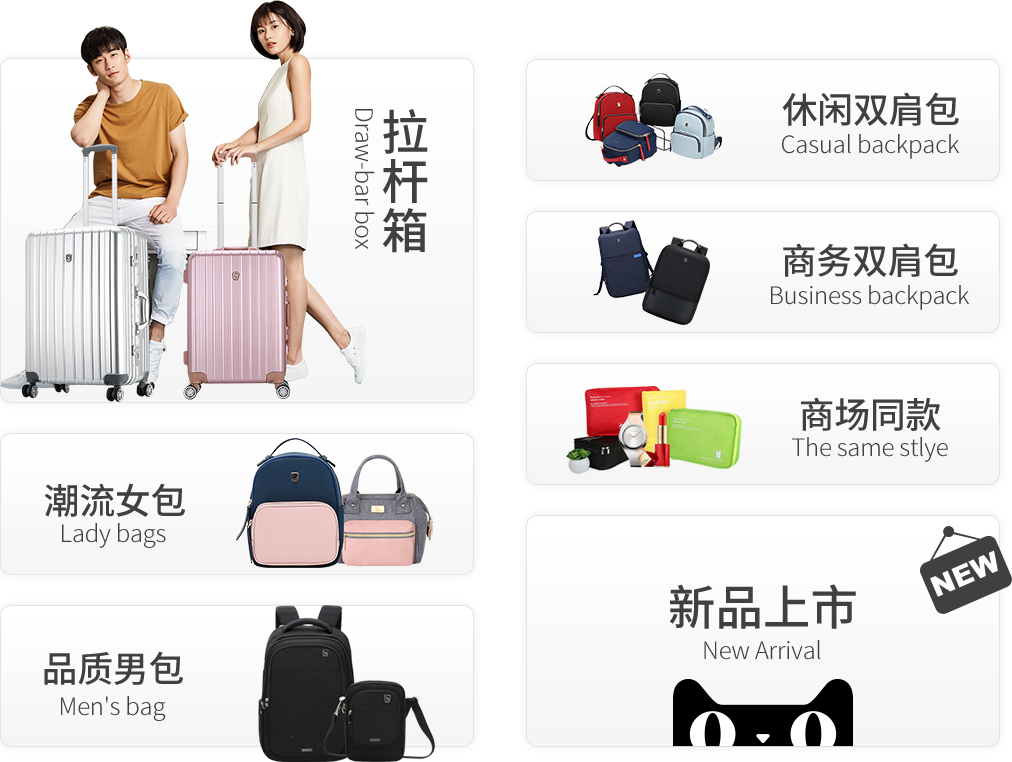 拉杆箱
Draw-bar box
潮流女包
Lady bags
品质男包
Men's bag
休闲双肩包
Casual backpack
商务双肩包
Business backpack
商场同款
The same stlye
NEW
新品上市
New Arrival